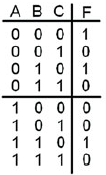 A B C F
0 0 0 1
0 0 1 0
0 1 0 1
0 1 1 0
1 0 0 0
1 0 1 0
1 1 0 1
1 1 1 0